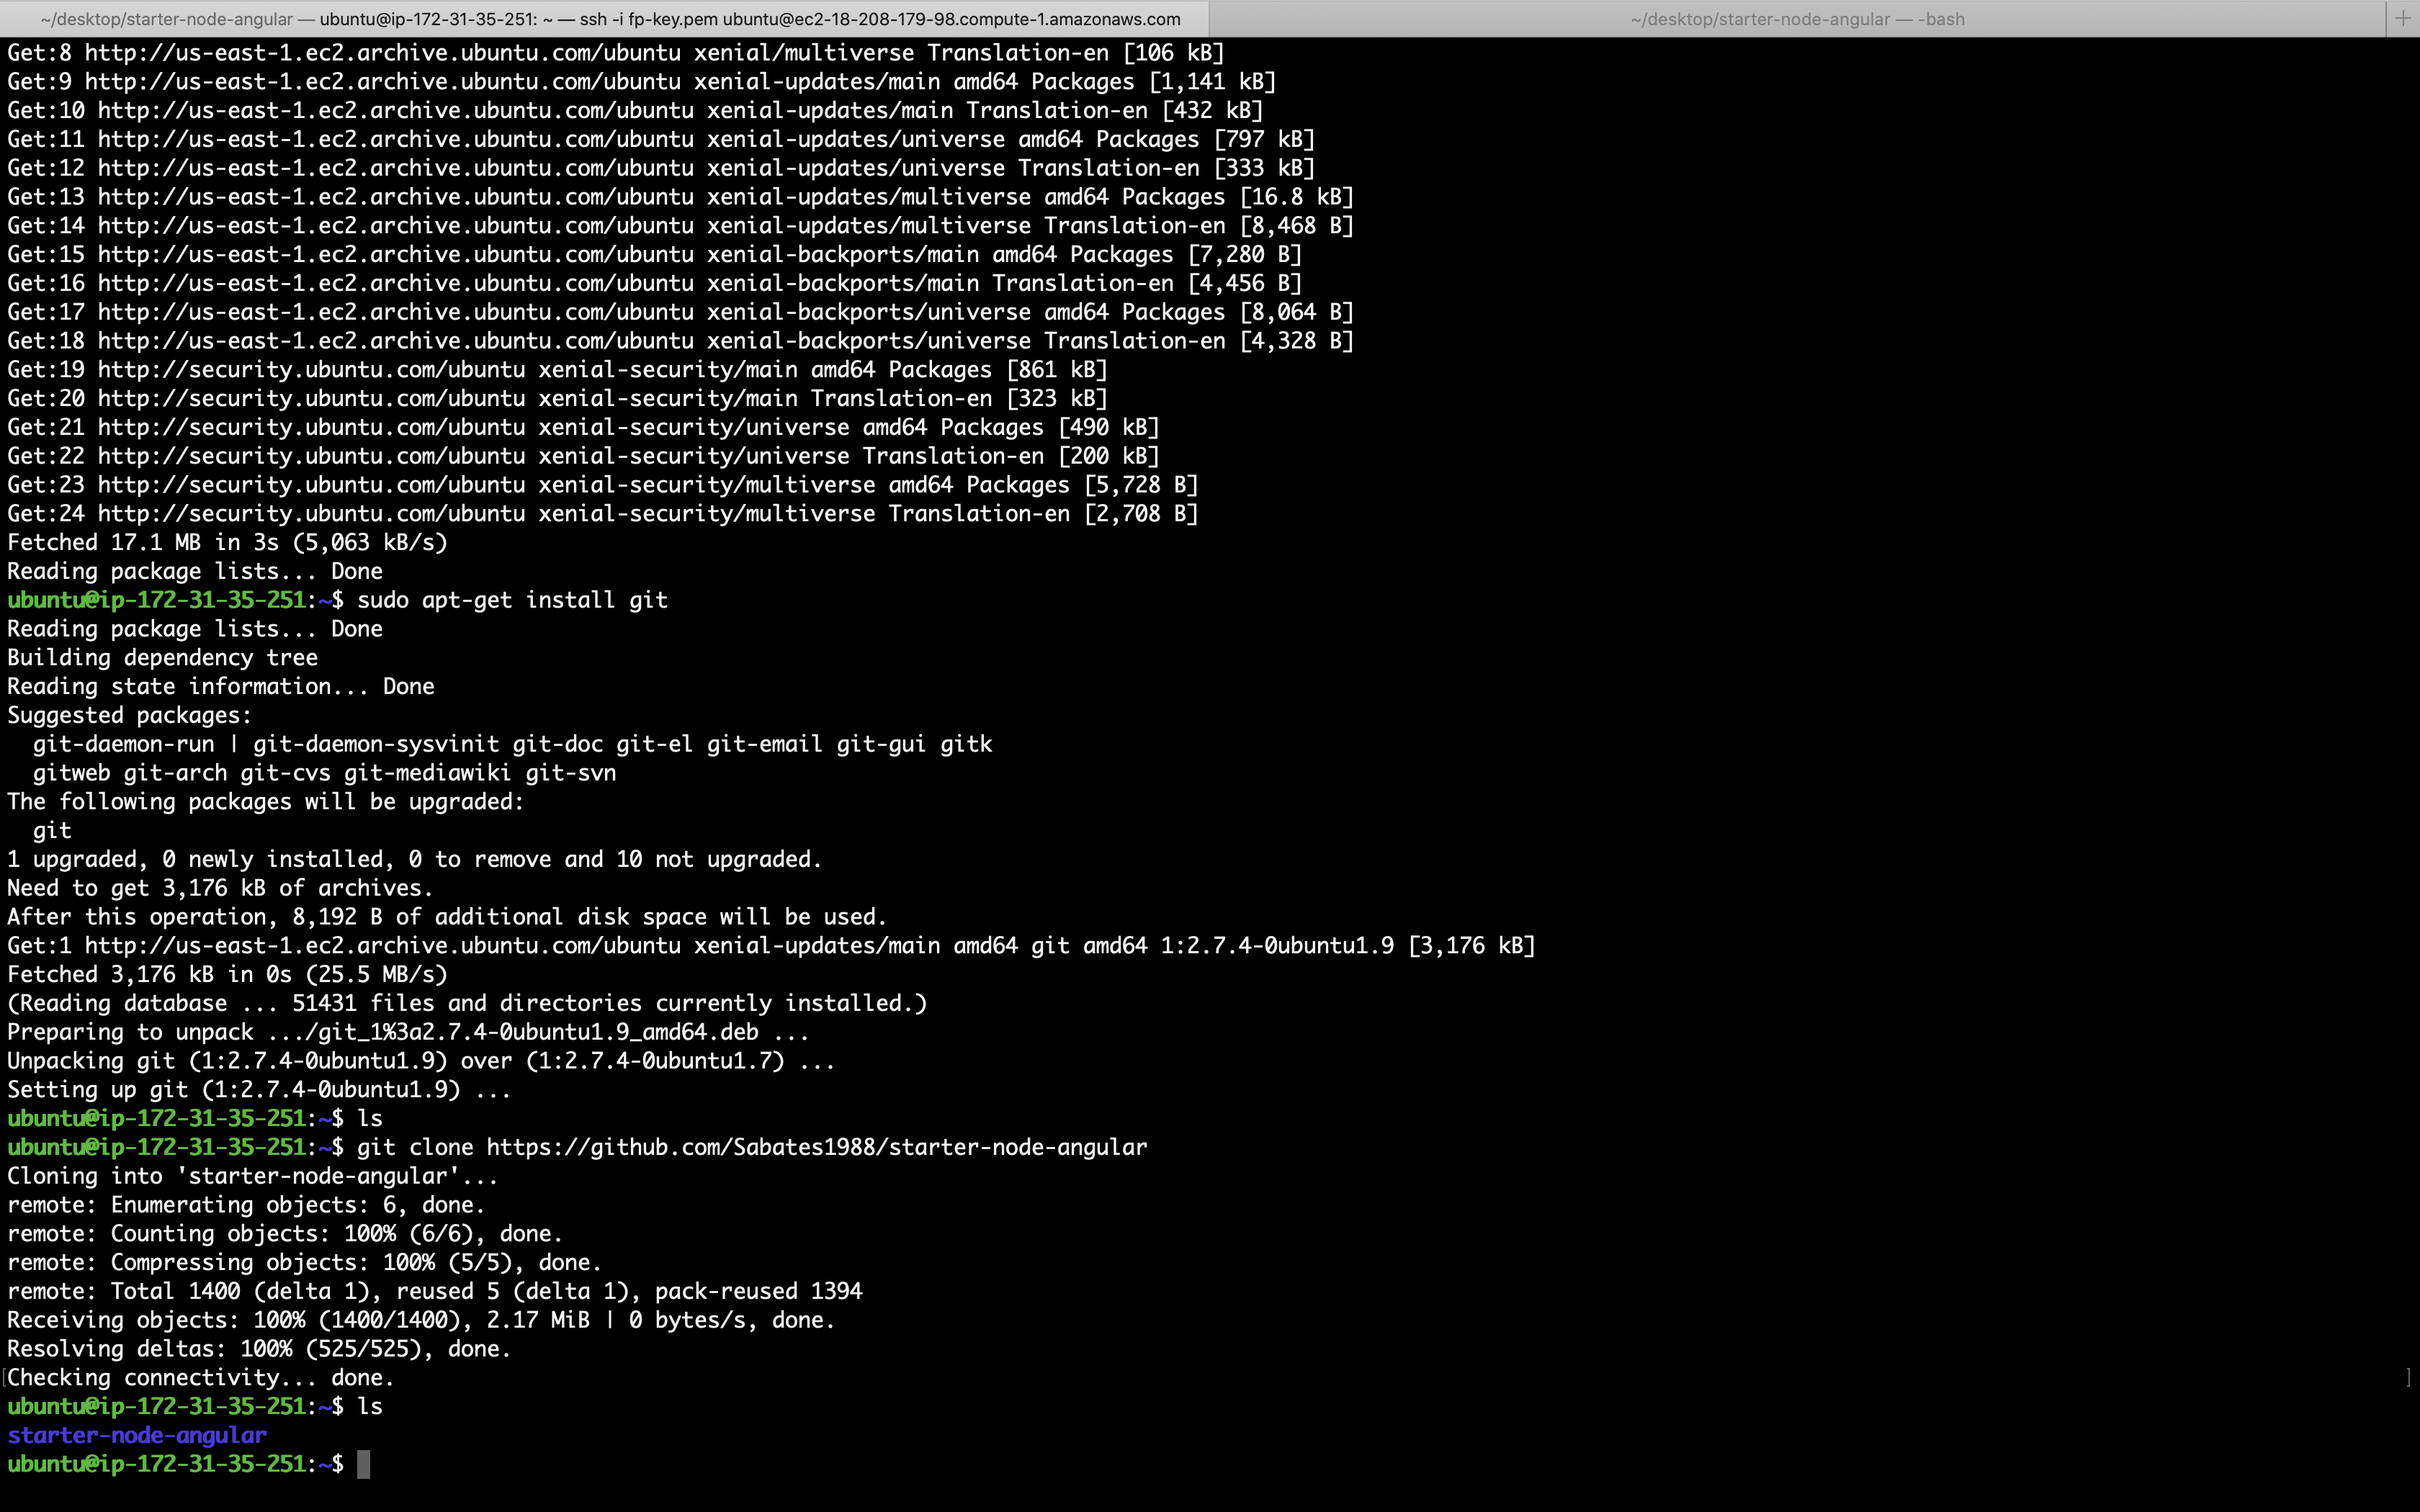 ~/desktop/starter-node-angular — ubuntu@ip-172-31-35-251: ~ — ssh -i fp-key.pem ubuntu@ec2-18-208-179-98.compute-1.amazonaws.com
~/desktop/starter-node-angular — -bash
Get:8 http://us-east-1.ec2.archive.ubuntu.com/ubuntu xenial/multiverse Translation-en [106 kB]
Get:9 http://us-east-1.ec2.archive.ubuntu.com/ubuntu xenial-updates/main amd64 Packages [1,141 kB]
Get:10 http://us-east-1.ec2.archive.ubuntu.com/ubuntu xenial-updates/main Translation-en [432 kB]
Get:11 http://us-east-1.ec2.archive.ubuntu.com/ubuntu xenial-updates/universe amd64 Packages [797 kB]
Get:12 http://us-east-1.ec2.archive.ubuntu.com/ubuntu xenial-updates/universe Translation-en [333 kB]
Get:13 http://us-east-1.ec2.archive.ubuntu.com/ubuntu xenial-updates/multiverse amd64 Packages [16.8 kB]
Get:14 http://us-east-1.ec2.archive.ubuntu.com/ubuntu xenial-updates/multiverse Translation-en [8,468 B]
Get:15 http://us-east-1.ec2.archive.ubuntu.com/ubuntu xenial-backports/main amd64 Packages [7,280 B]
Get:16 http://us-east-1.ec2.archive.ubuntu.com/ubuntu xenial-backports/main Translation-en [4,456 B]
Get:17 http://us-east-1.ec2.archive.ubuntu.com/ubuntu xenial-backports/universe amd64 Packages [8,064 B]
Get:18 http://us-east-1.ec2.archive.ubuntu.com/ubuntu xenial-backports/universe Translation-en [4,328 B]
Get:19 http://security.ubuntu.com/ubuntu xenial-security/main amd64 Packages [861 kB]
Get:20 http://security.ubuntu.com/ubuntu xenial-security/main Translation-en [323 kB]
Get:21 http://security.ubuntu.com/ubuntu xenial-security/universe amd64 Packages [490 kB]
Get:22 http://security.ubuntu.com/ubuntu xenial-security/universe Translation-en [200 kB]
Get:23 http://security.ubuntu.com/ubuntu xenial-security/multiverse amd64 Packages [5,728 B]
Get:24 http://security.ubuntu.com/ubuntu xenial-security/multiverse Translation-en [2,708 B]
Fetched 17.1 MB in 3s (5,063 kB/s)
Reading package lists... Done
ubuntu@ip-172-31-35-251:~$ sudo apt-get install git
Reading package lists... Done
Building dependency tree
Reading state information... Done
Suggested packages:
  git-daemon-run | git-daemon-sysvinit git-doc git-el git-email git-gui gitk
  gitweb git-arch git-cvs git-mediawiki git-svn
The following packages will be upgraded:
  git
1 upgraded, 0 newly installed, 0 to remove and 10 not upgraded.
Need to get 3,176 kB of archives.
After this operation, 8,192 B of additional disk space will be used.
Get:1 http://us-east-1.ec2.archive.ubuntu.com/ubuntu xenial-updates/main amd64 git amd64 1:2.7.4-0ubuntu1.9 [3,176 kB]
Fetched 3,176 kB in 0s (25.5 MB/s)
(Reading database ... 51431 files and directories currently installed.)
Preparing to unpack .../git_1%3a2.7.4-0ubuntu1.9_amd64.deb ...
Unpacking git (1:2.7.4-0ubuntu1.9) over (1:2.7.4-0ubuntu1.7) ...
Setting up git (1:2.7.4-0ubuntu1.9) ...
ubuntu@ip-172-31-35-251:~$ ls
ubuntu@ip-172-31-35-251:~$ git clone https://github.com/Sabates1988/starter-node-angular
Cloning into 'starter-node-angular'...
remote: Enumerating objects: 6, done.
remote: Counting objects: 100% (6/6), done.
remote: Compressing objects: 100% (5/5), done.
remote: Total 1400 (delta 1), reused 5 (delta 1), pack-reused 1394
Receiving objects: 100% (1400/1400), 2.17 MiB | 0 bytes/s, done.
Resolving deltas: 100% (525/525), done.
Checking connectivity... done.
ubuntu@ip-172-31-35-251:~$ ls
starter-node-angular
ubuntu@ip-172-31-35-251:~$